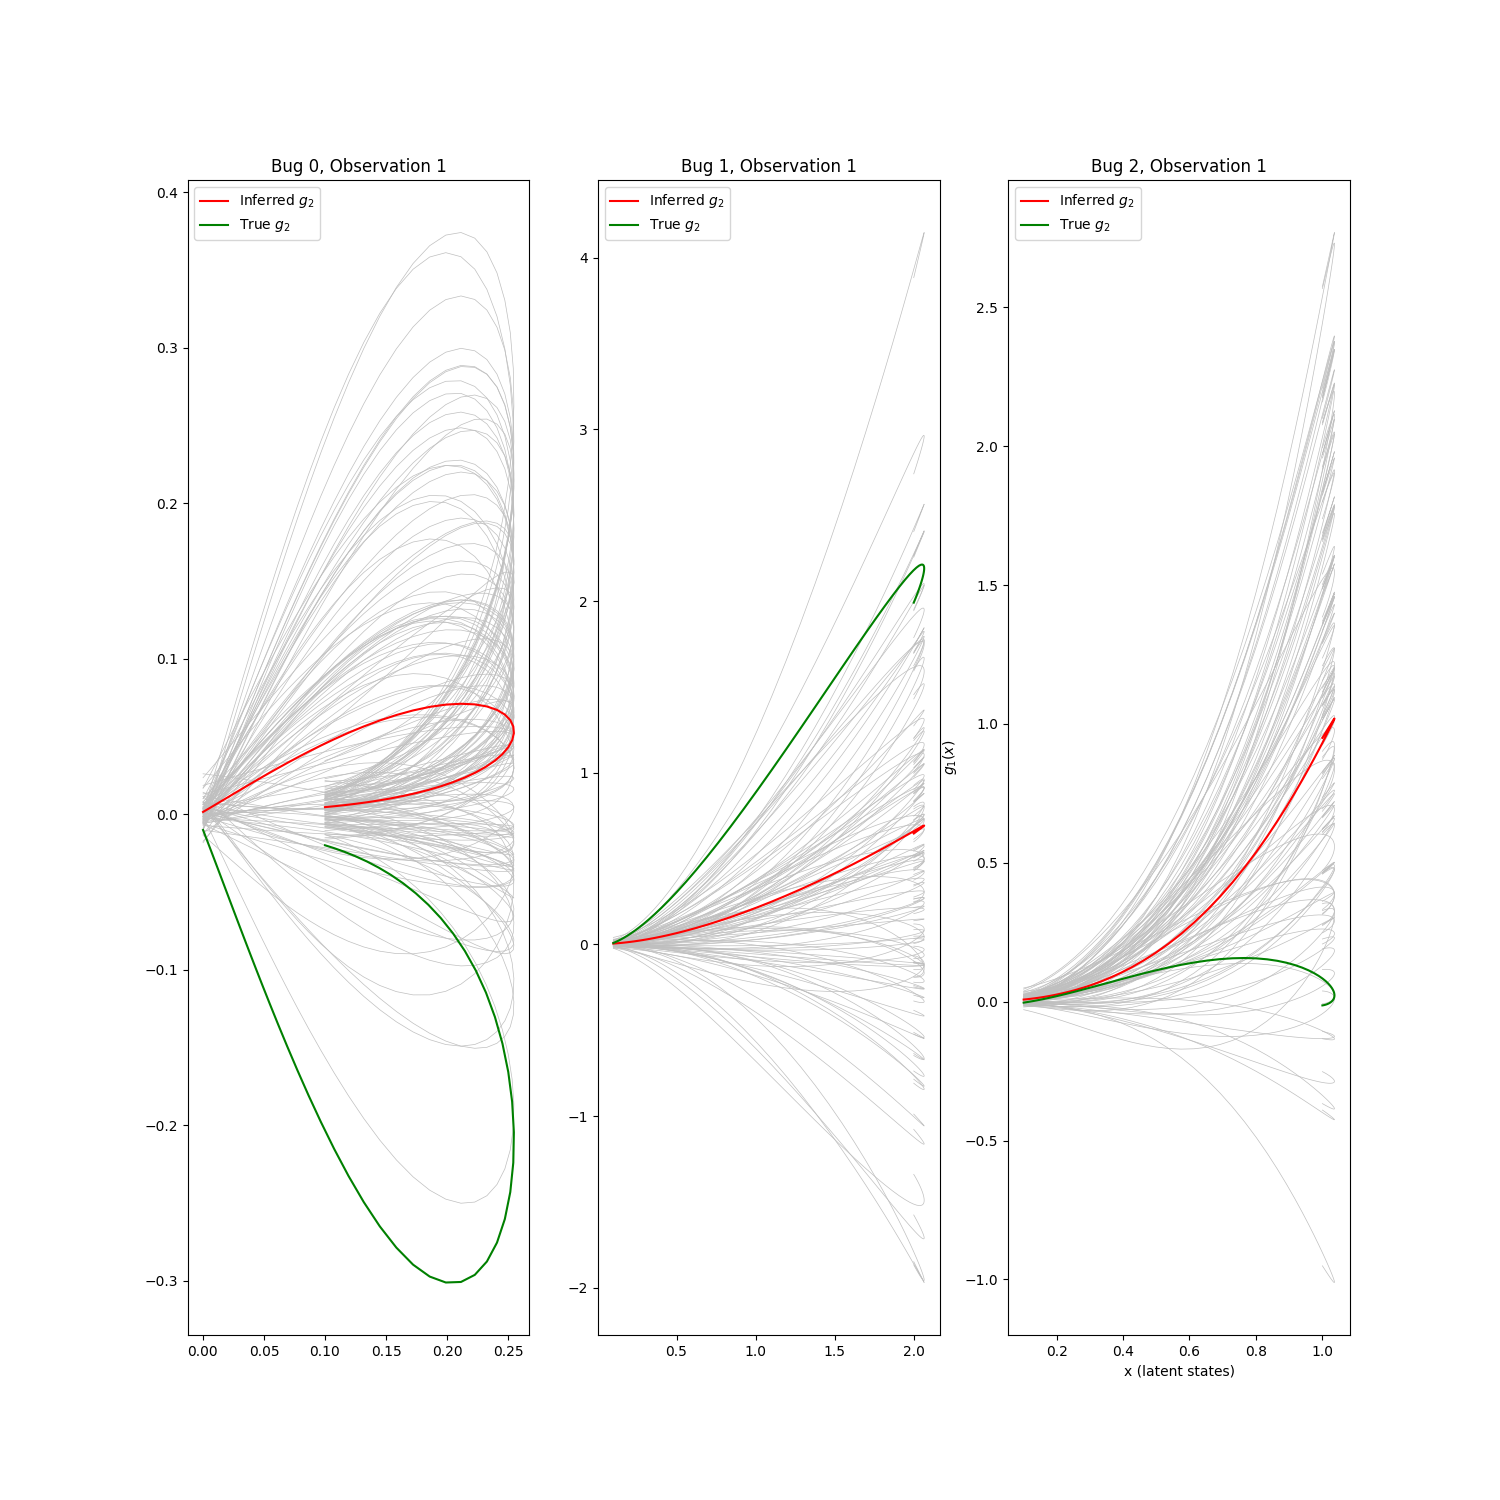 Bug 0, Observation 1
Inferred g₂
True g₂
0.4
0.3
0.2
0.1
0.0
−0.1
−0.2
−0.3
0.00 0.05 0.10 0.15 0.20 0.25
Bug 1, Observation 1
Inferred g₂
True g₂
4
3
2
1
0
−1
−2
0.5 1.0 1.5 2.0
Bug 2, Observation 1
Inferred g₂
True g₂
g₁(x)
2.5
2.0
1.5
1.0
0.5
0.0
−0.5
−1.0
0.2 0.4 0.6 0.8 1.0
x (latent states)